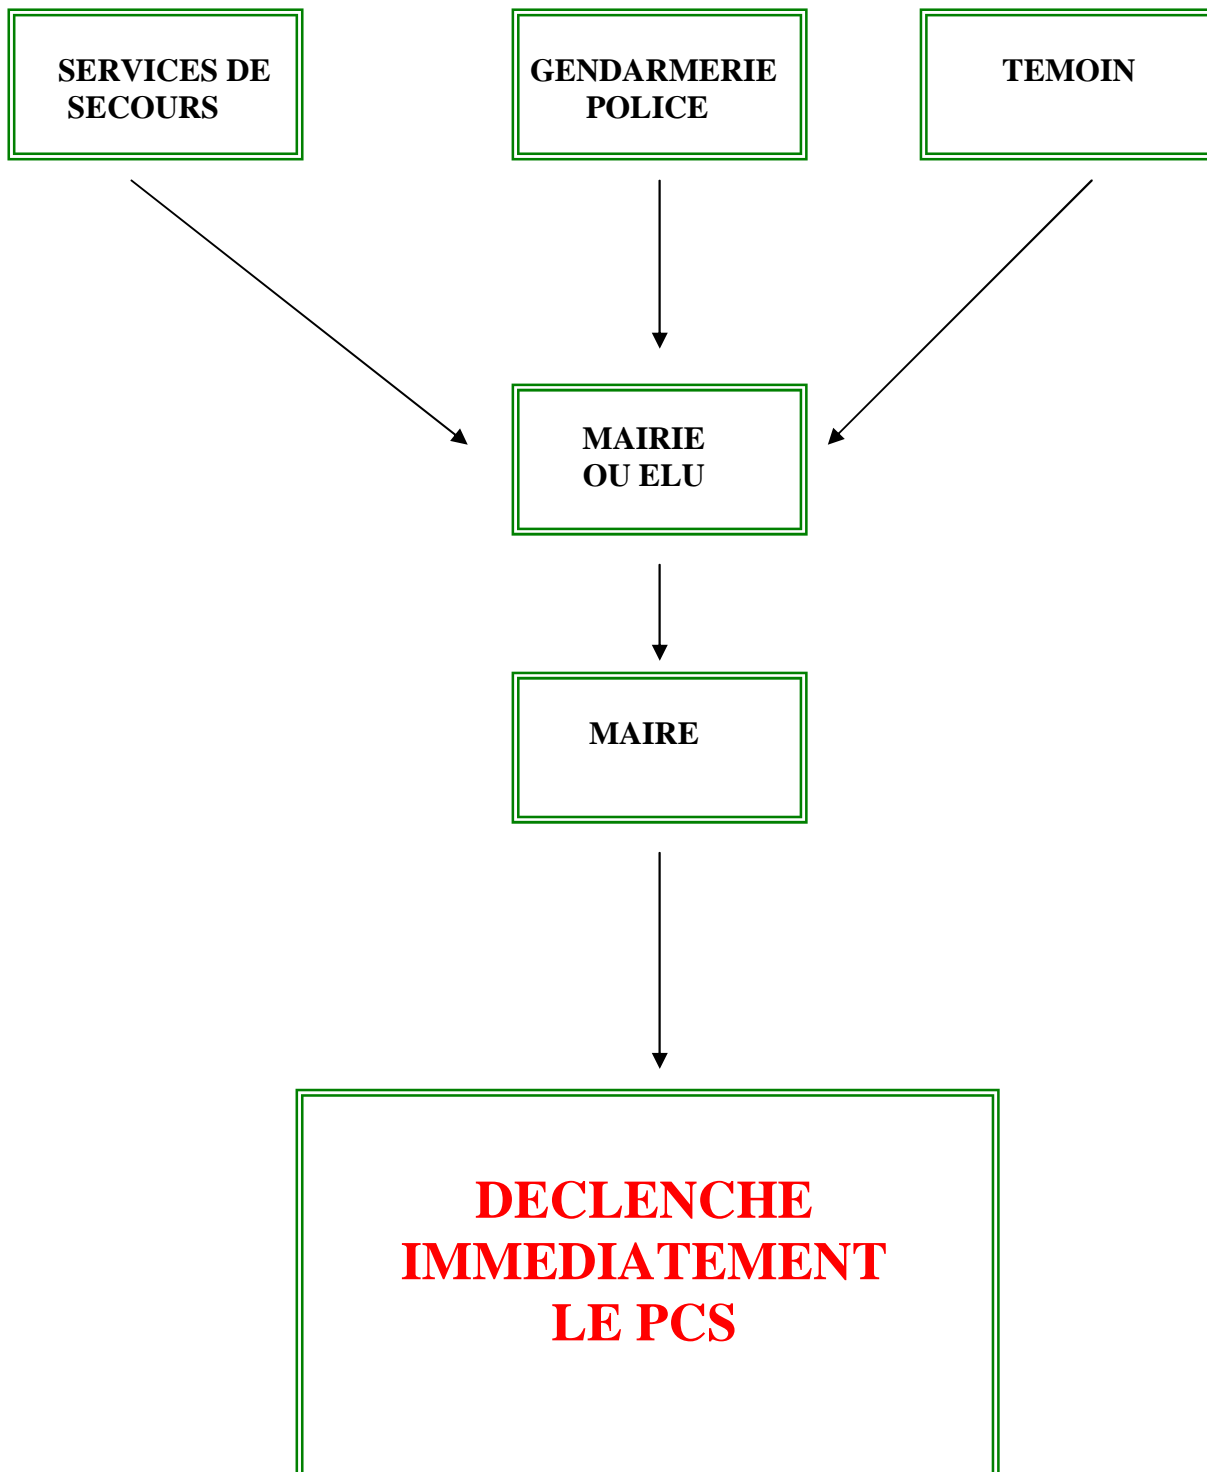 SERVICES DE
SECOURS
GENDARMERIE
POLICE
TEMOIN
MAIRIE
OU ELU
MAIRE
DECLENCHE
IMMEDIATEMENT
LE PCS